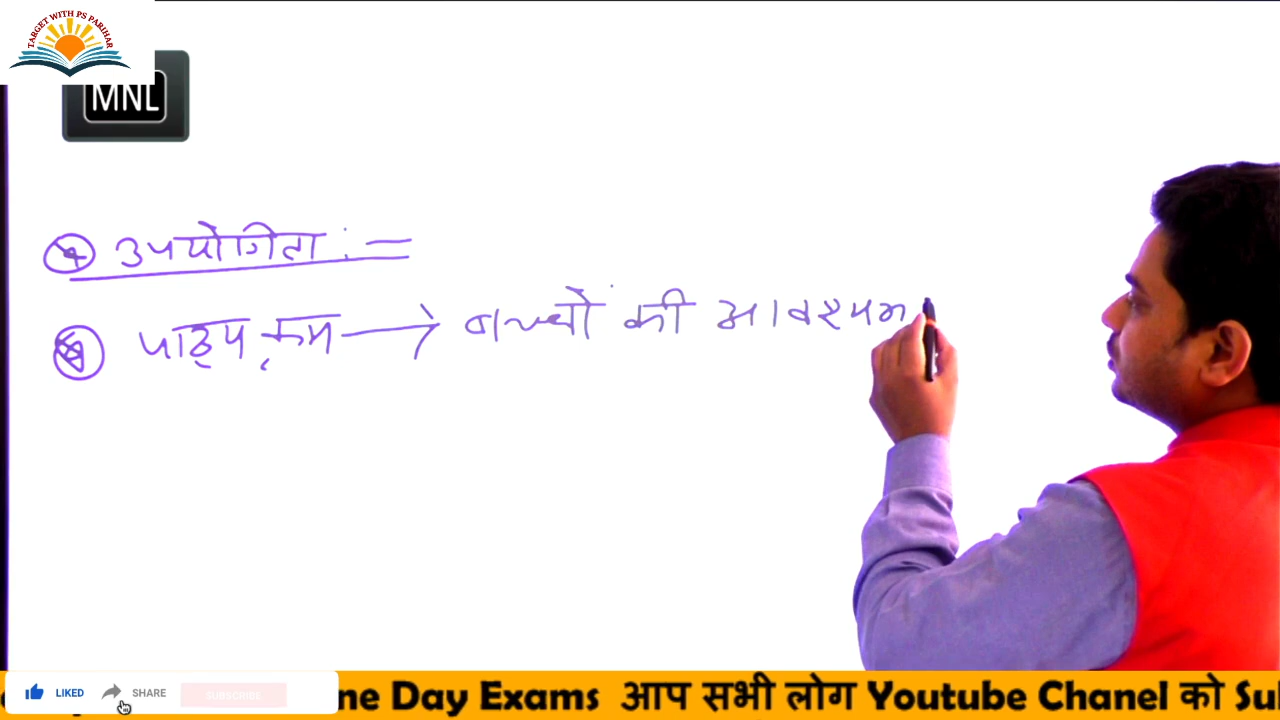 TARGET WITH PS PARIHAR
MNL
उपयोगिता : =
पाठ्यक्रम → बच्चों की आवश्यक
LIKED SHARE SUBSCRIBE
ne Day Exams आप सभी लोग Youtube Chanel को Su